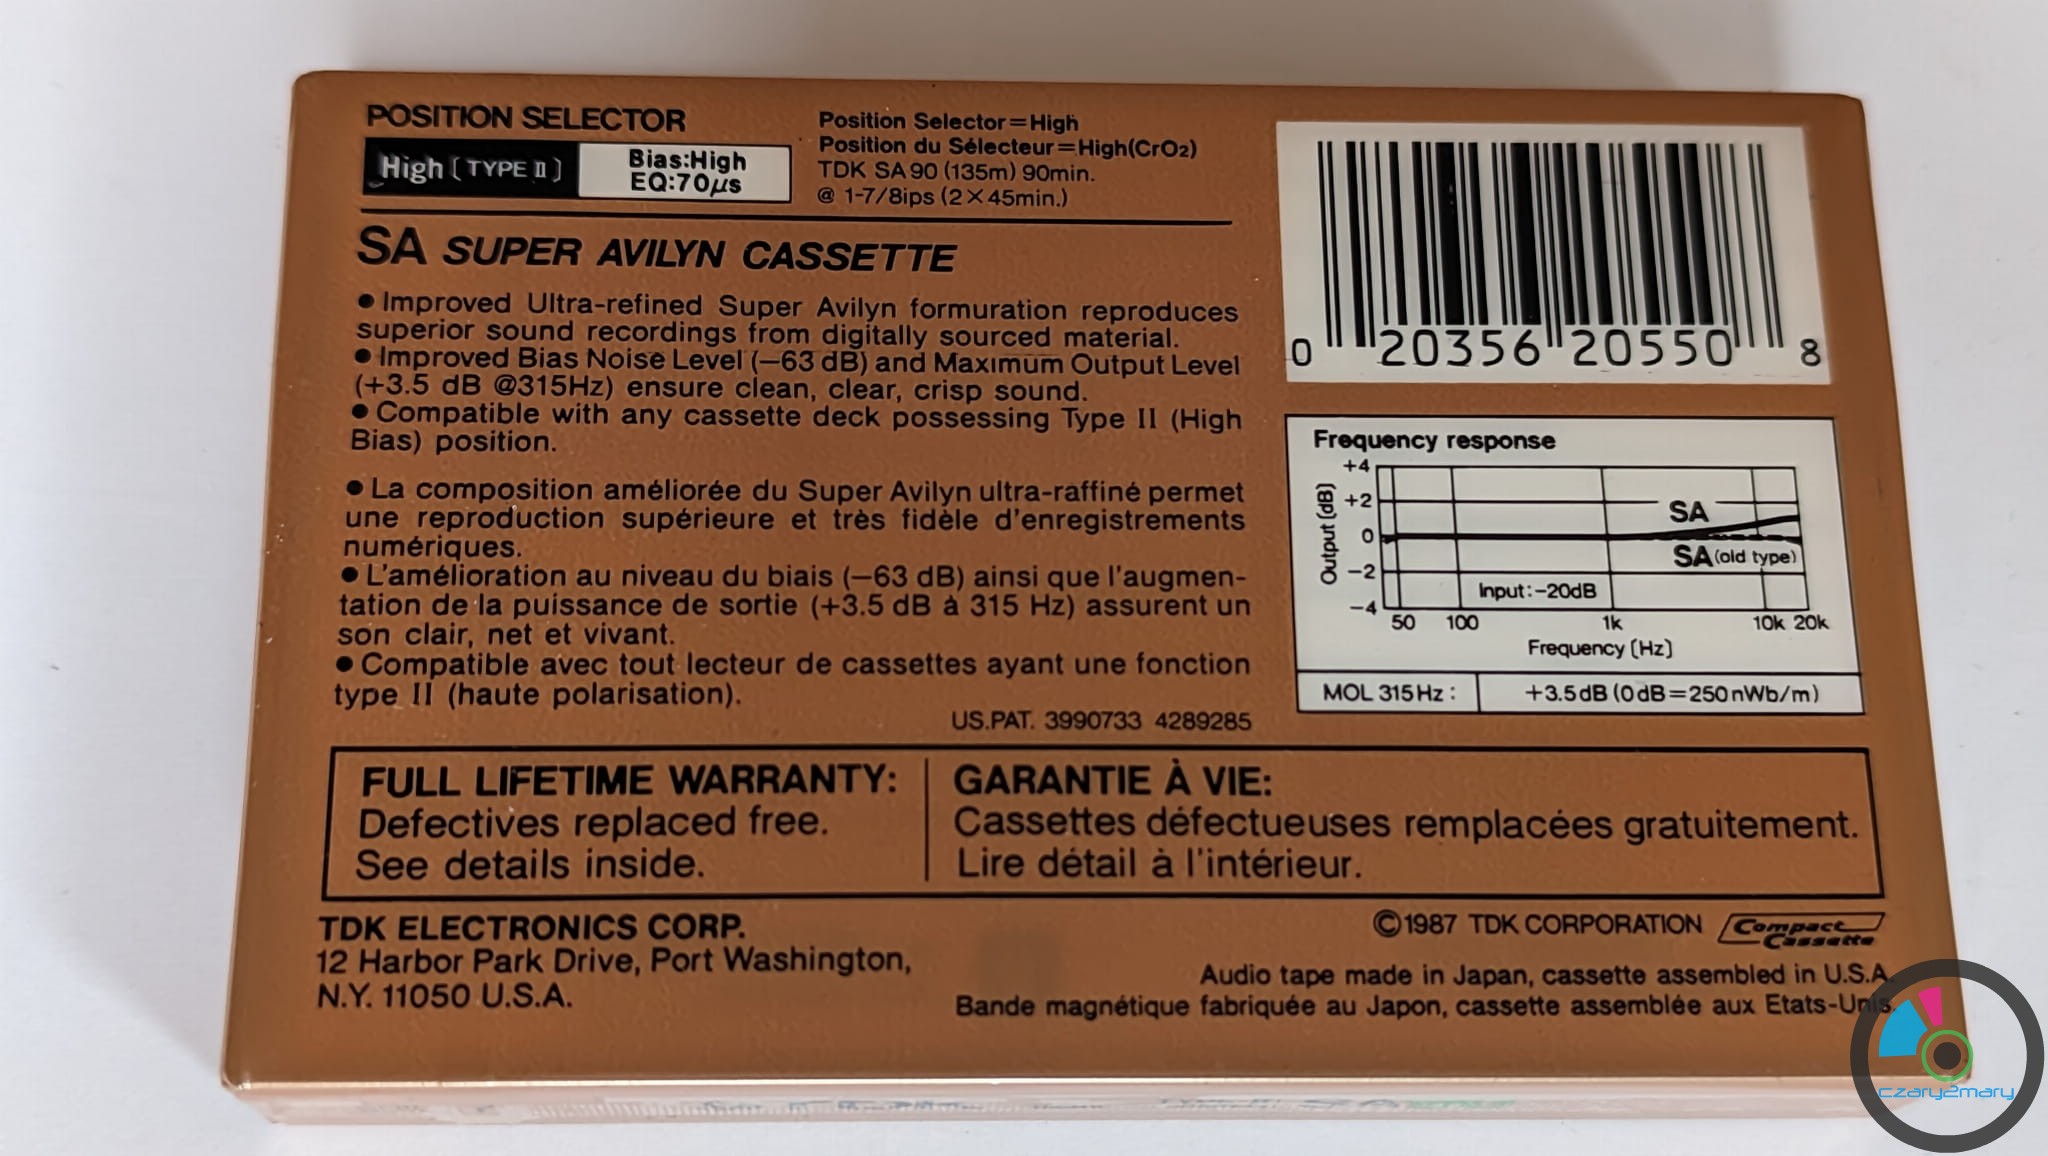 POSITION SELECTOR
High [TYPE II]
Bias:High
EQ:70μs
Position Selector=High
Position du Sélecteur=High(CrO2)
TDK SA90 (135m) 90min.
@ 1-7/8ips (2×45min.)
SA SUPER AVILYN CASSETTE
● Improved Ultra-refined Super Avilyn formuration reproduces
superior sound recordings from digitally sourced material.
● Improved Bias Noise Level (−63 dB) and Maximum Output Level
(+3.5 dB @315Hz) ensure clean, clear, crisp sound.
● Compatible with any cassette deck possessing Type II (High
Bias) position.
● La composition améliorée du Super Avilyn ultra-raffiné permet
une reproduction supérieure et très fidèle d'enregistrements
numériques.
● L'amélioration au niveau du biais (−63 dB) ainsi que l'augmen-
tation de la puissance de sortie (+3.5 dB à 315 Hz) assurent un
son clair, net et vivant.
● Compatible avec tout lecteur de cassettes ayant une fonction
type II (haute polarisation).
US.PAT. 3990733 4289285
0 20356 20550 8
Frequency response
Output (dB)
+4
+2
0
−2
−4
SA
SA (old type)
Input:−20dB
50 100 1k 10k 20k
Frequency (Hz)
MOL 315Hz: +3.5dB (0dB=250nWb/m)
FULL LIFETIME WARRANTY:
Defectives replaced free.
See details inside.
GARANTIE À VIE:
Cassettes défectueuses remplacées gratuitement.
Lire détail à l'intérieur.
TDK ELECTRONICS CORP.
12 Harbor Park Drive, Port Washington,
N.Y. 11050 U.S.A.
©1987 TDK CORPORATION
Compact
Cassette
Audio tape made in Japan, cassette assembled in U.S.A.
Bande magnétique fabriquée au Japon, cassette assemblée aux Etats-Unis.
czary2mary